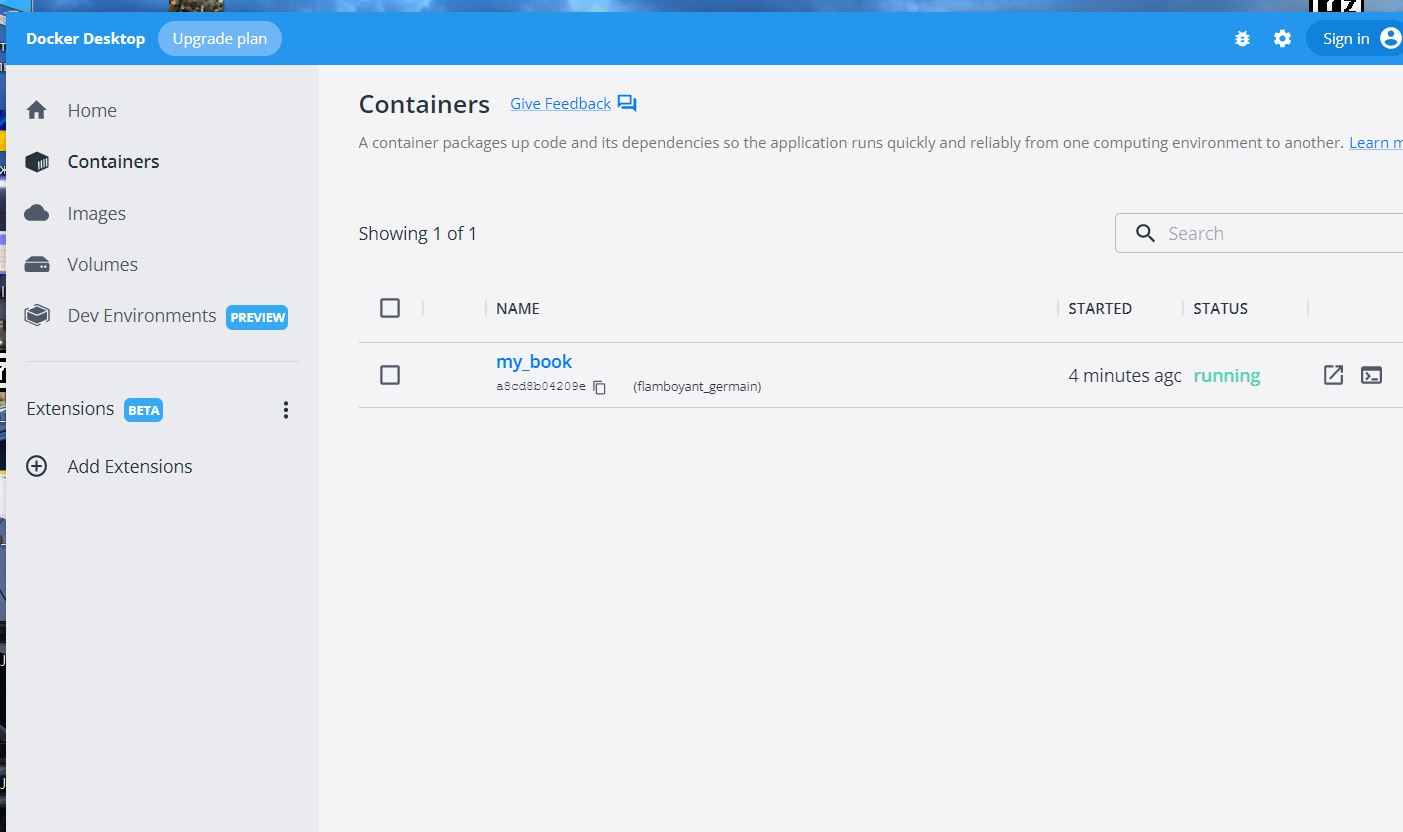 Docker Desktop Upgrade plan Sign in
Home
Containers
Images
Volumes
Dev Environments PREVIEW
Extensions BETA
Add Extensions
Containers Give Feedback
A container packages up code and its dependencies so the application runs quickly and reliably from one computing environment to another. Learn m
Showing 1 of 1
Search
NAME STARTED STATUS
my_book
a8cd8b04209e (flamboyant_germain)
4 minutes ago running